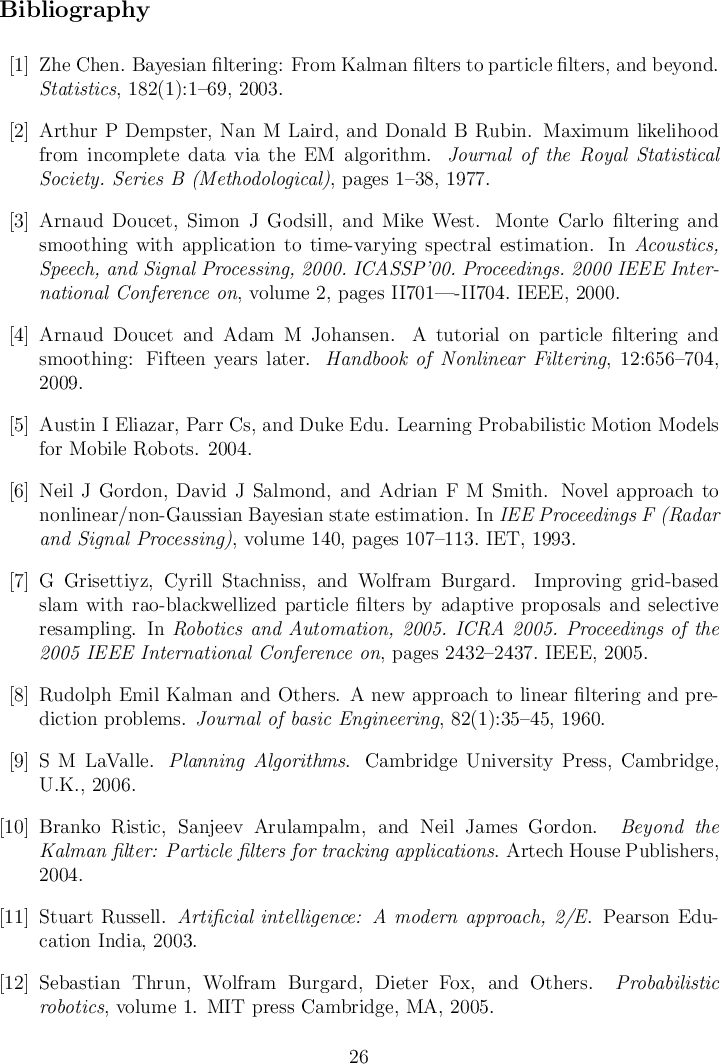 Bibliography
[1] Zhe Chen. Bayesian filtering: From Kalman filters to particle filters, and beyond.
Statistics, 182(1):1–69, 2003.
[2] Arthur P Dempster, Nan M Laird, and Donald B Rubin. Maximum likelihood
from incomplete data via the EM algorithm. Journal of the Royal Statistical
Society. Series B (Methodological), pages 1–38, 1977.
[3] Arnaud Doucet, Simon J Godsill, and Mike West. Monte Carlo filtering and
smoothing with application to time-varying spectral estimation. In Acoustics,
Speech, and Signal Processing, 2000. ICASSP'00. Proceedings. 2000 IEEE Inter-
national Conference on, volume 2, pages II701—-II704. IEEE, 2000.
[4] Arnaud Doucet and Adam M Johansen. A tutorial on particle filtering and
smoothing: Fifteen years later. Handbook of Nonlinear Filtering, 12:656–704,
2009.
[5] Austin I Eliazar, Parr Cs, and Duke Edu. Learning Probabilistic Motion Models
for Mobile Robots. 2004.
[6] Neil J Gordon, David J Salmond, and Adrian F M Smith. Novel approach to
nonlinear/non-Gaussian Bayesian state estimation. In IEE Proceedings F (Radar
and Signal Processing), volume 140, pages 107–113. IET, 1993.
[7] G Grisettiyz, Cyrill Stachniss, and Wolfram Burgard. Improving grid-based
slam with rao-blackwellized particle filters by adaptive proposals and selective
resampling. In Robotics and Automation, 2005. ICRA 2005. Proceedings of the
2005 IEEE International Conference on, pages 2432–2437. IEEE, 2005.
[8] Rudolph Emil Kalman and Others. A new approach to linear filtering and pre-
diction problems. Journal of basic Engineering, 82(1):35–45, 1960.
[9] S M LaValle. Planning Algorithms. Cambridge University Press, Cambridge,
U.K., 2006.
[10] Branko Ristic, Sanjeev Arulampalm, and Neil James Gordon. Beyond the
Kalman filter: Particle filters for tracking applications. Artech House Publishers,
2004.
[11] Stuart Russell. Artificial intelligence: A modern approach, 2/E. Pearson Edu-
cation India, 2003.
[12] Sebastian Thrun, Wolfram Burgard, Dieter Fox, and Others. Probabilistic
robotics, volume 1. MIT press Cambridge, MA, 2005.
26